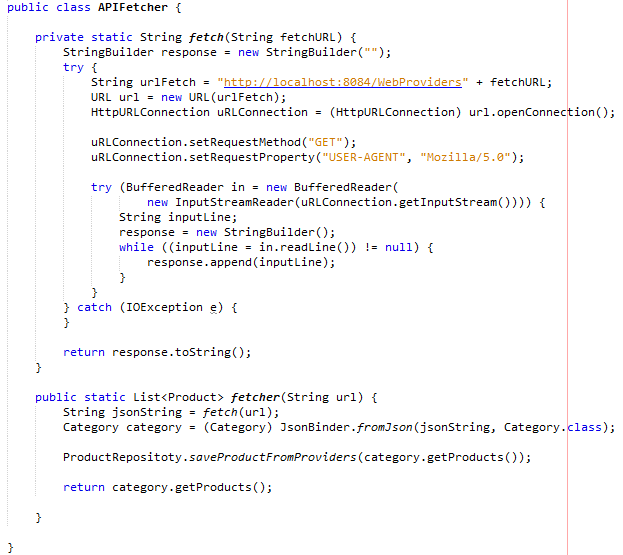 public class APIFetcher {
private static String fetch(String fetchURL) {
StringBuilder response = new StringBuilder("");
try {
String urlFetch = "http://localhost:8084/WebProviders" + fetchURL;
URL url = new URL(urlFetch);
HttpURLConnection uRLConnection = (HttpURLConnection) url.openConnection();
uRLConnection.setRequestMethod("GET");
uRLConnection.setRequestProperty("USER-AGENT", "Mozilla/5.0");
try (BufferedReader in = new BufferedReader(
new InputStreamReader(uRLConnection.getInputStream()))) {
String inputLine;
response = new StringBuilder();
while ((inputLine = in.readLine()) != null) {
response.append(inputLine);
}
}
} catch (IOException e) {
}
return response.toString();
}
public static List<Product> fetcher(String url) {
String jsonString = fetch(url);
Category category = (Category) JsonBinder.fromJson(jsonString, Category.class);
ProductRepositoty.saveProductFromProviders(category.getProducts());
return category.getProducts();
}
}